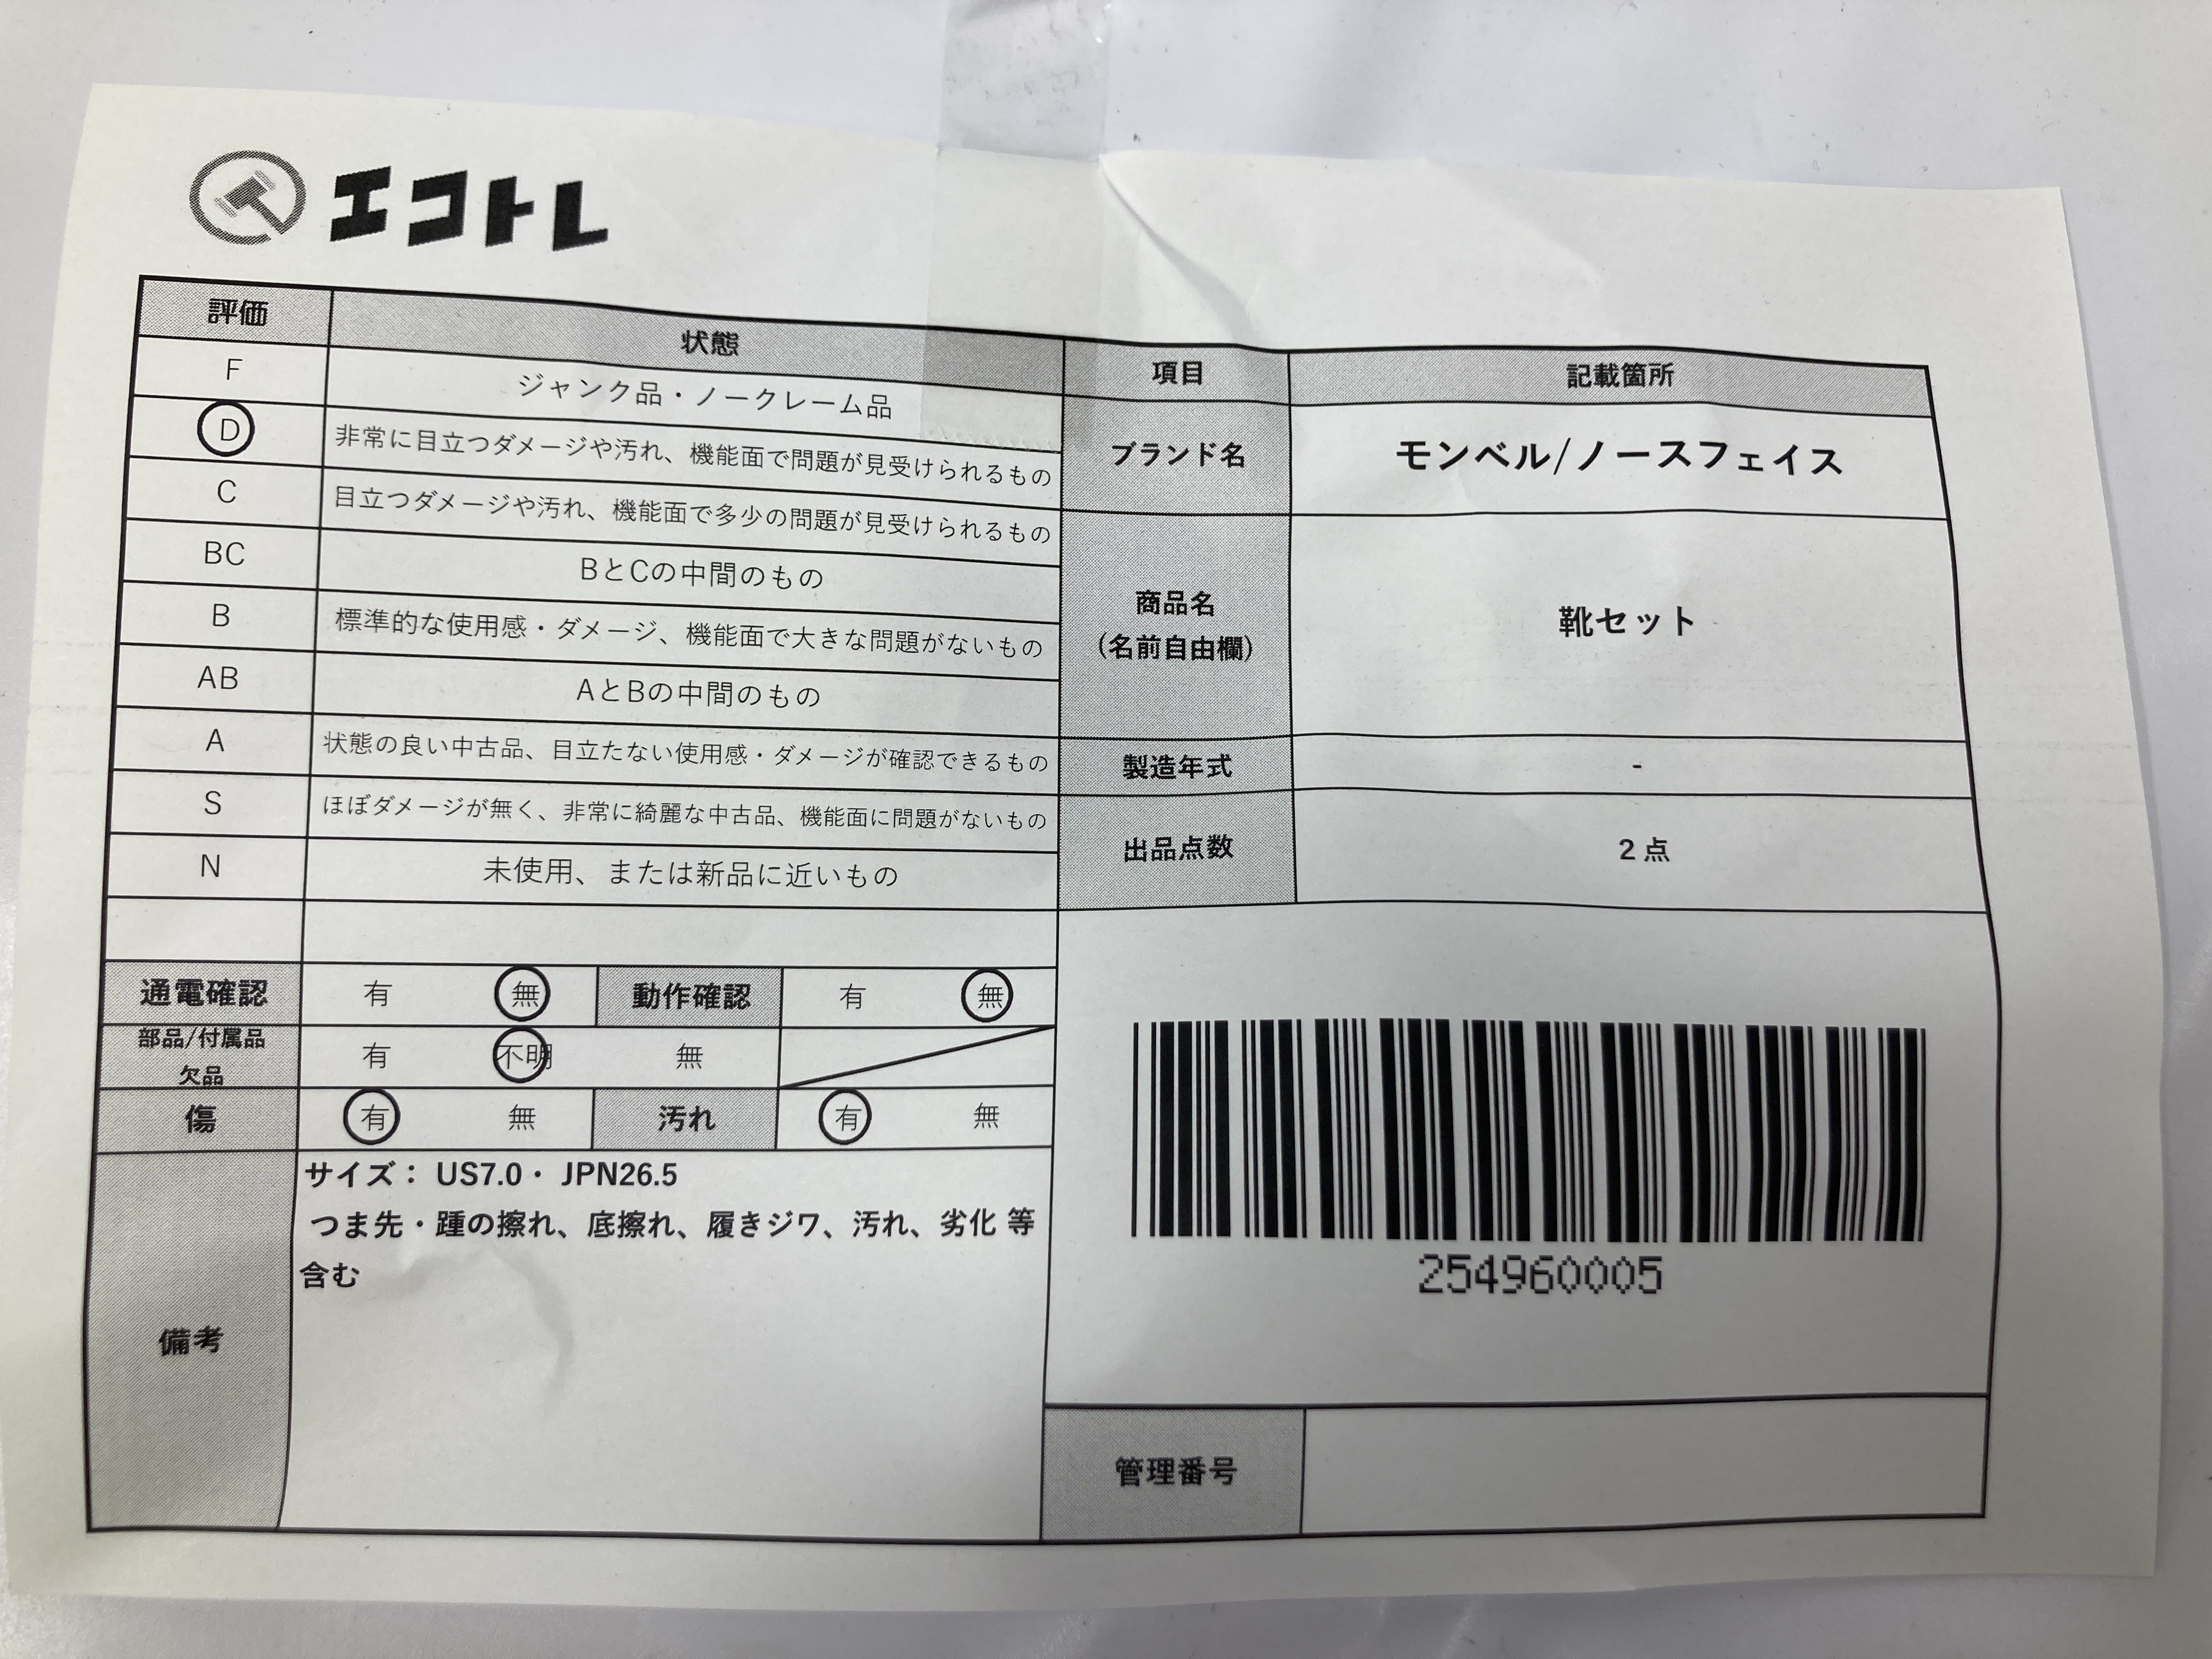 エコトレ
評価 状態
F ジャンク品・ノークレーム品
D 非常に目立つダメージや汚れ、機能面で問題が見受けられるもの
C 目立つダメージや汚れ、機能面で多少の問題が見受けられるもの
BC BとCの中間のもの
B 標準的な使用感・ダメージ、機能面で大きな問題がないもの
AB AとBの中間のもの
A 状態の良い中古品、目立たない使用感・ダメージが確認できるもの
S ほぼダメージが無く、非常に綺麗な中古品、機能面に問題がないもの
N 未使用、または新品に近いもの
通電確認 有 無 動作確認 有 無
部品/付属品
欠品 有 不明 無
傷 有 無 汚れ 有 無
備考
サイズ： US7.0・ JPN26.5
つま先・踵の擦れ、底擦れ、履きジワ、汚れ、劣化 等
含む
項目 記載箇所
ブランド名 モンベル/ノースフェイス
商品名
（名前自由欄） 靴セット
製造年式 -
出品点数 2 点
254960005
管理番号